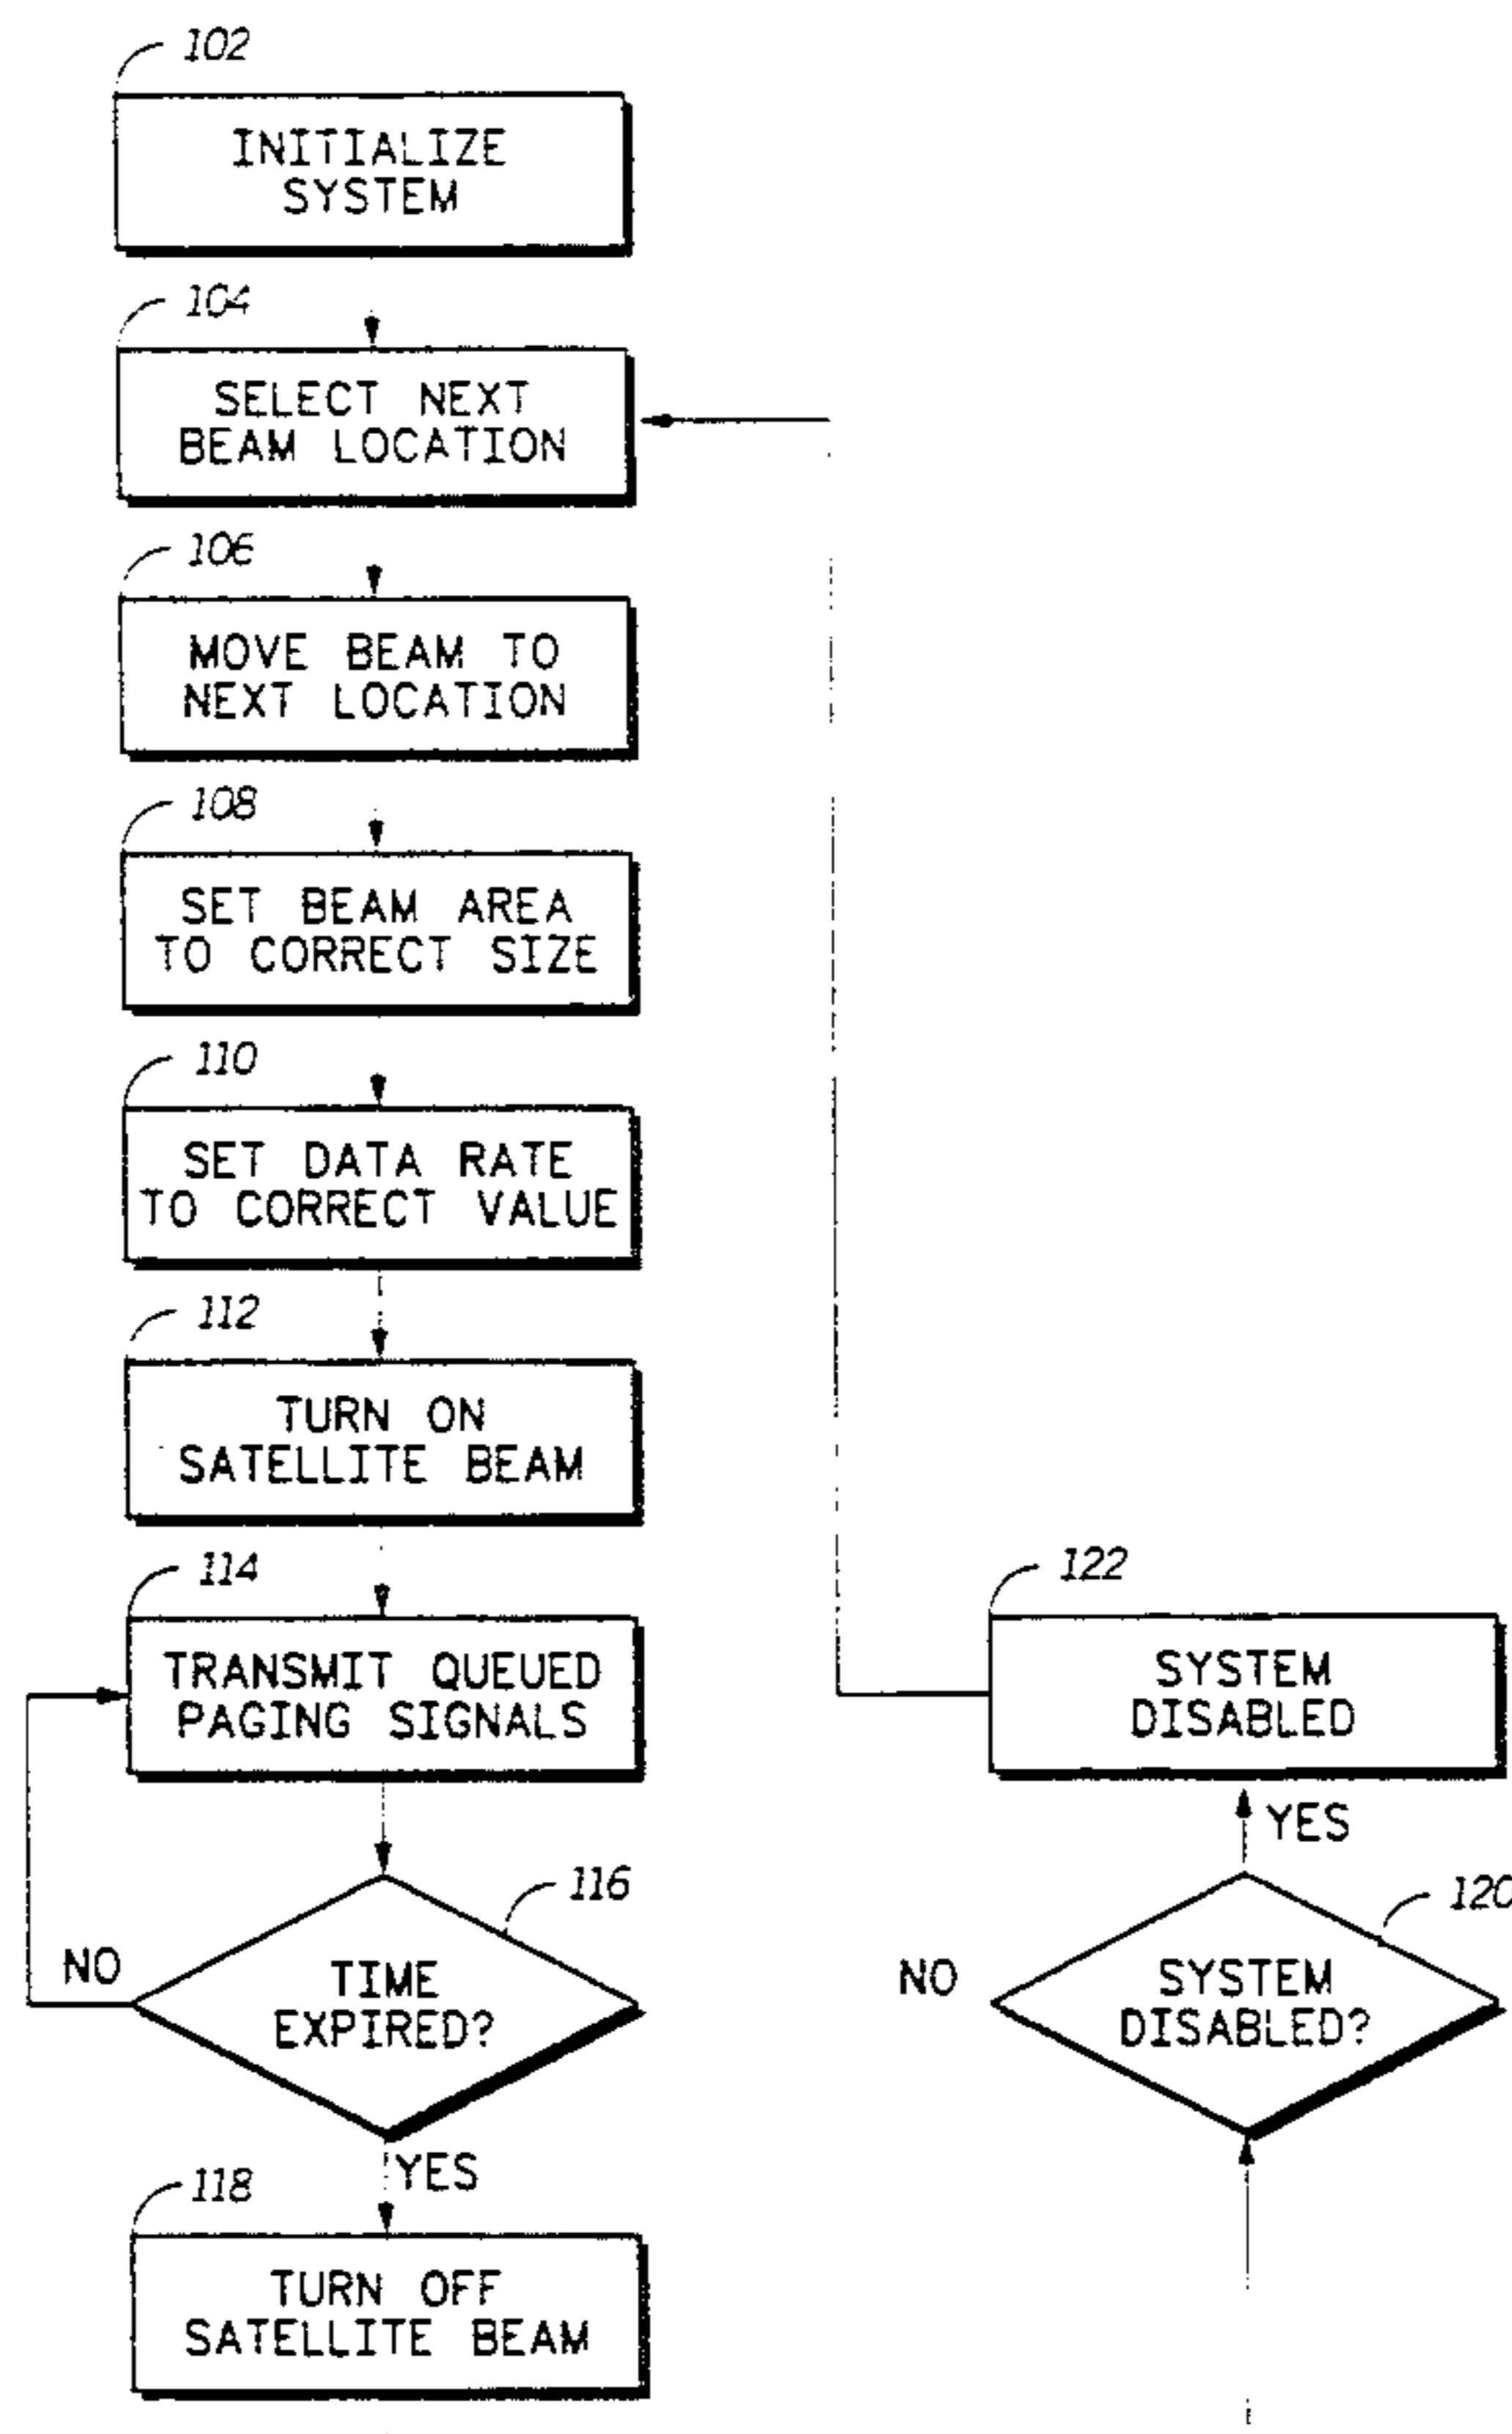 102
INITIALIZE
SYSTEM
104
SELECT NEXT
BEAM LOCATION
106
MOVE BEAM TO
NEXT LOCATION
108
SET BEAM AREA
TO CORRECT SIZE
110
SET DATA RATE
TO CORRECT VALUE
112
TURN ON
SATELLITE BEAM
114
TRANSMIT QUEUED
PAGING SIGNALS
116
NO
TIME
EXPIRED?
YES
118
TURN OFF
SATELLITE BEAM
122
SYSTEM
DISABLED
YES
120
NO
SYSTEM
DISABLED?